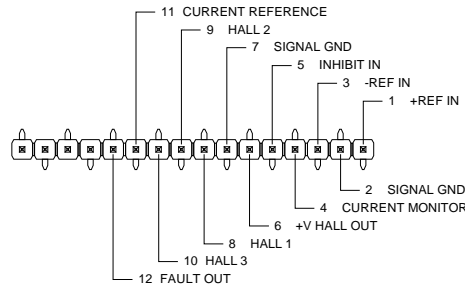 11 CURRENT REFERENCE
9 HALL 2
7 SIGNAL GND
5 INHIBIT IN
3 -REF IN
1 +REF IN
2 SIGNAL GND
4 CURRENT MONITOR
6 +V HALL OUT
8 HALL 1
10 HALL 3
12 FAULT OUT